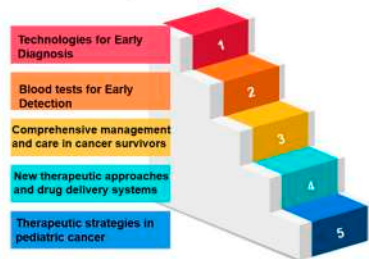 Technologies for Early
Diagnosis
1
Blood tests for Early
Detection
2
Comprehensive management
and care in cancer survivors
3
New therapeutic approaches
and drug delivery systems
4
Therapeutic strategies in
pediatric cancer
5